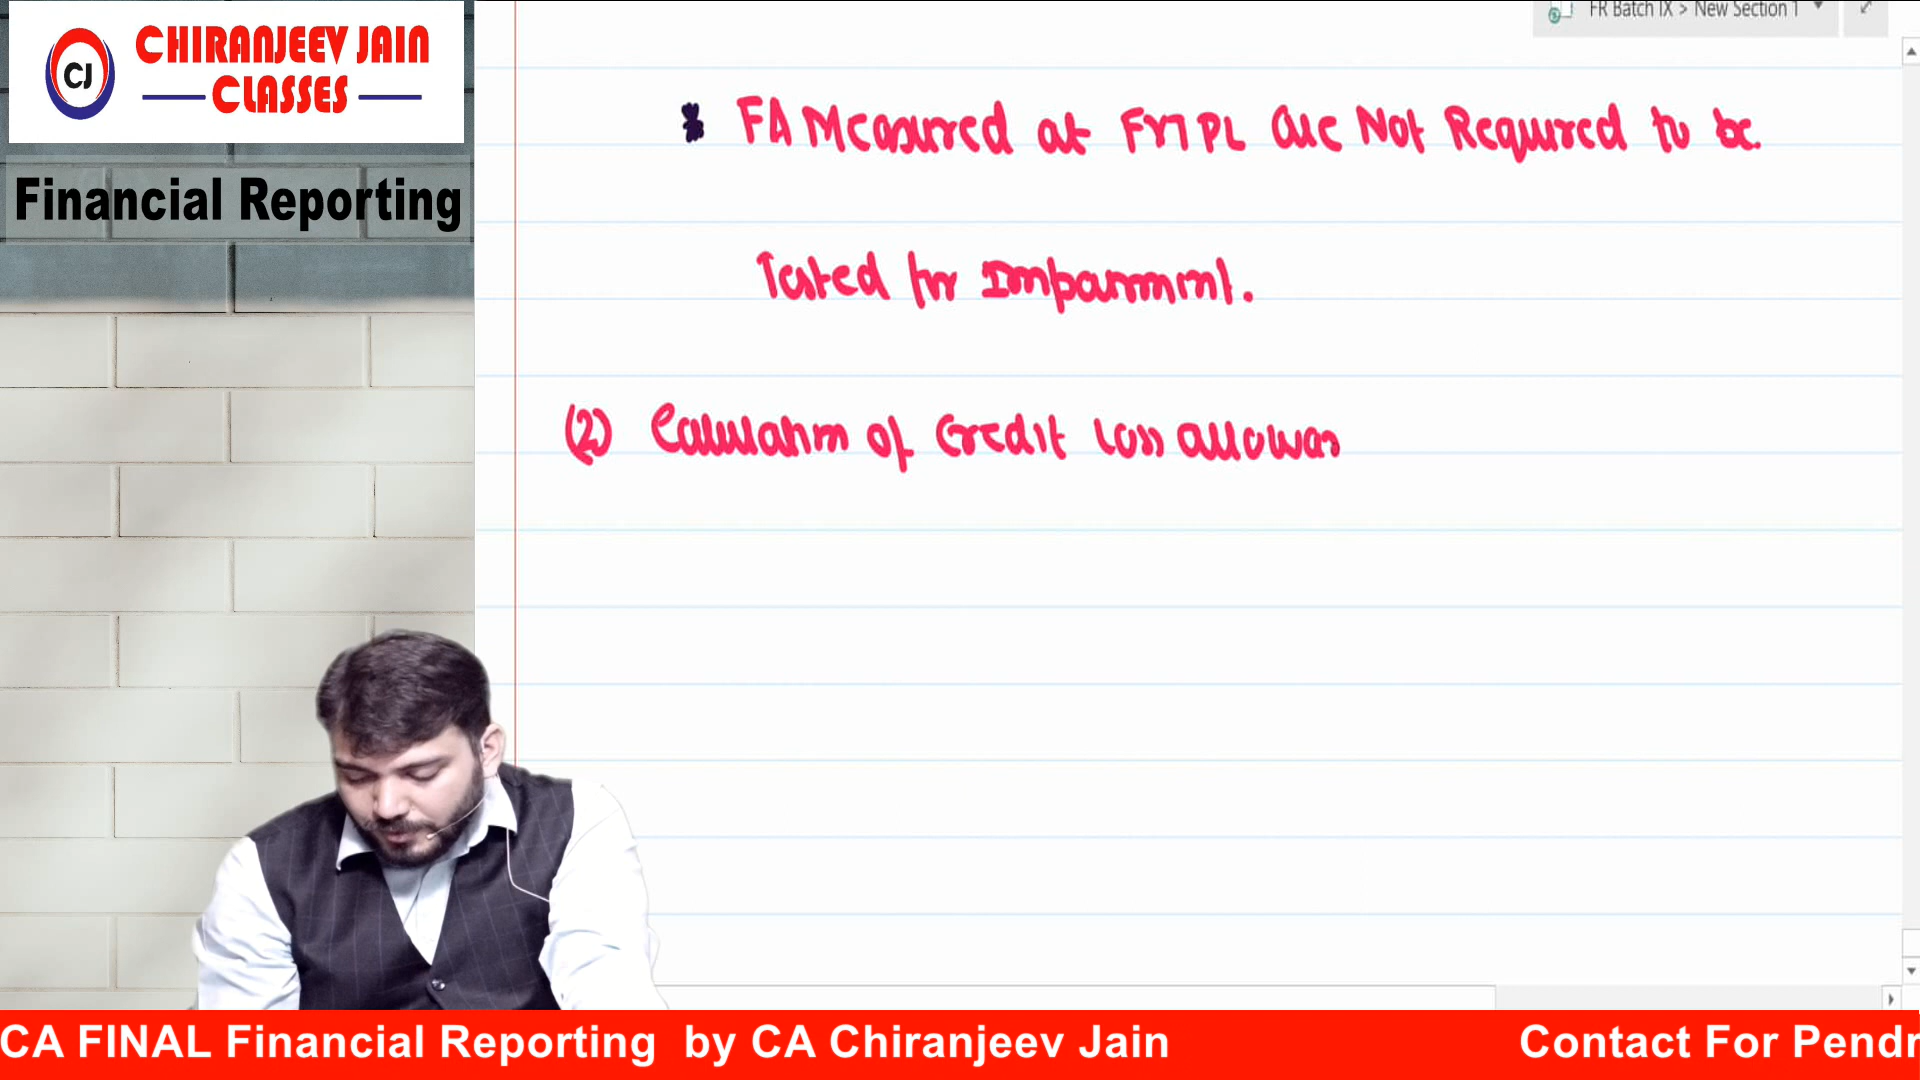 CHIRANJEEV JAIN
CJ
CLASSES
Financial Reporting
FR Batch IX > New Section 1
* FA Measured at FVTPL are Not Required to be
Tested for Impairment.
(2) Calculation of Credit Loss allowan
CA FINAL Financial Reporting by CA Chiranjeev Jain
Contact For Pendr